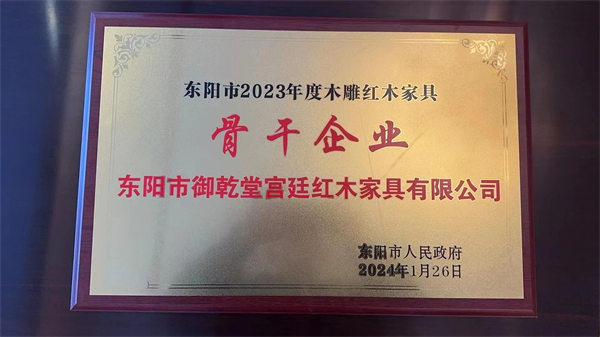 东阳市2023年度木雕红木家具
骨干企业
东阳市御乾堂宫廷红木家具有限公司
东阳市人民政府
2024年1月26日